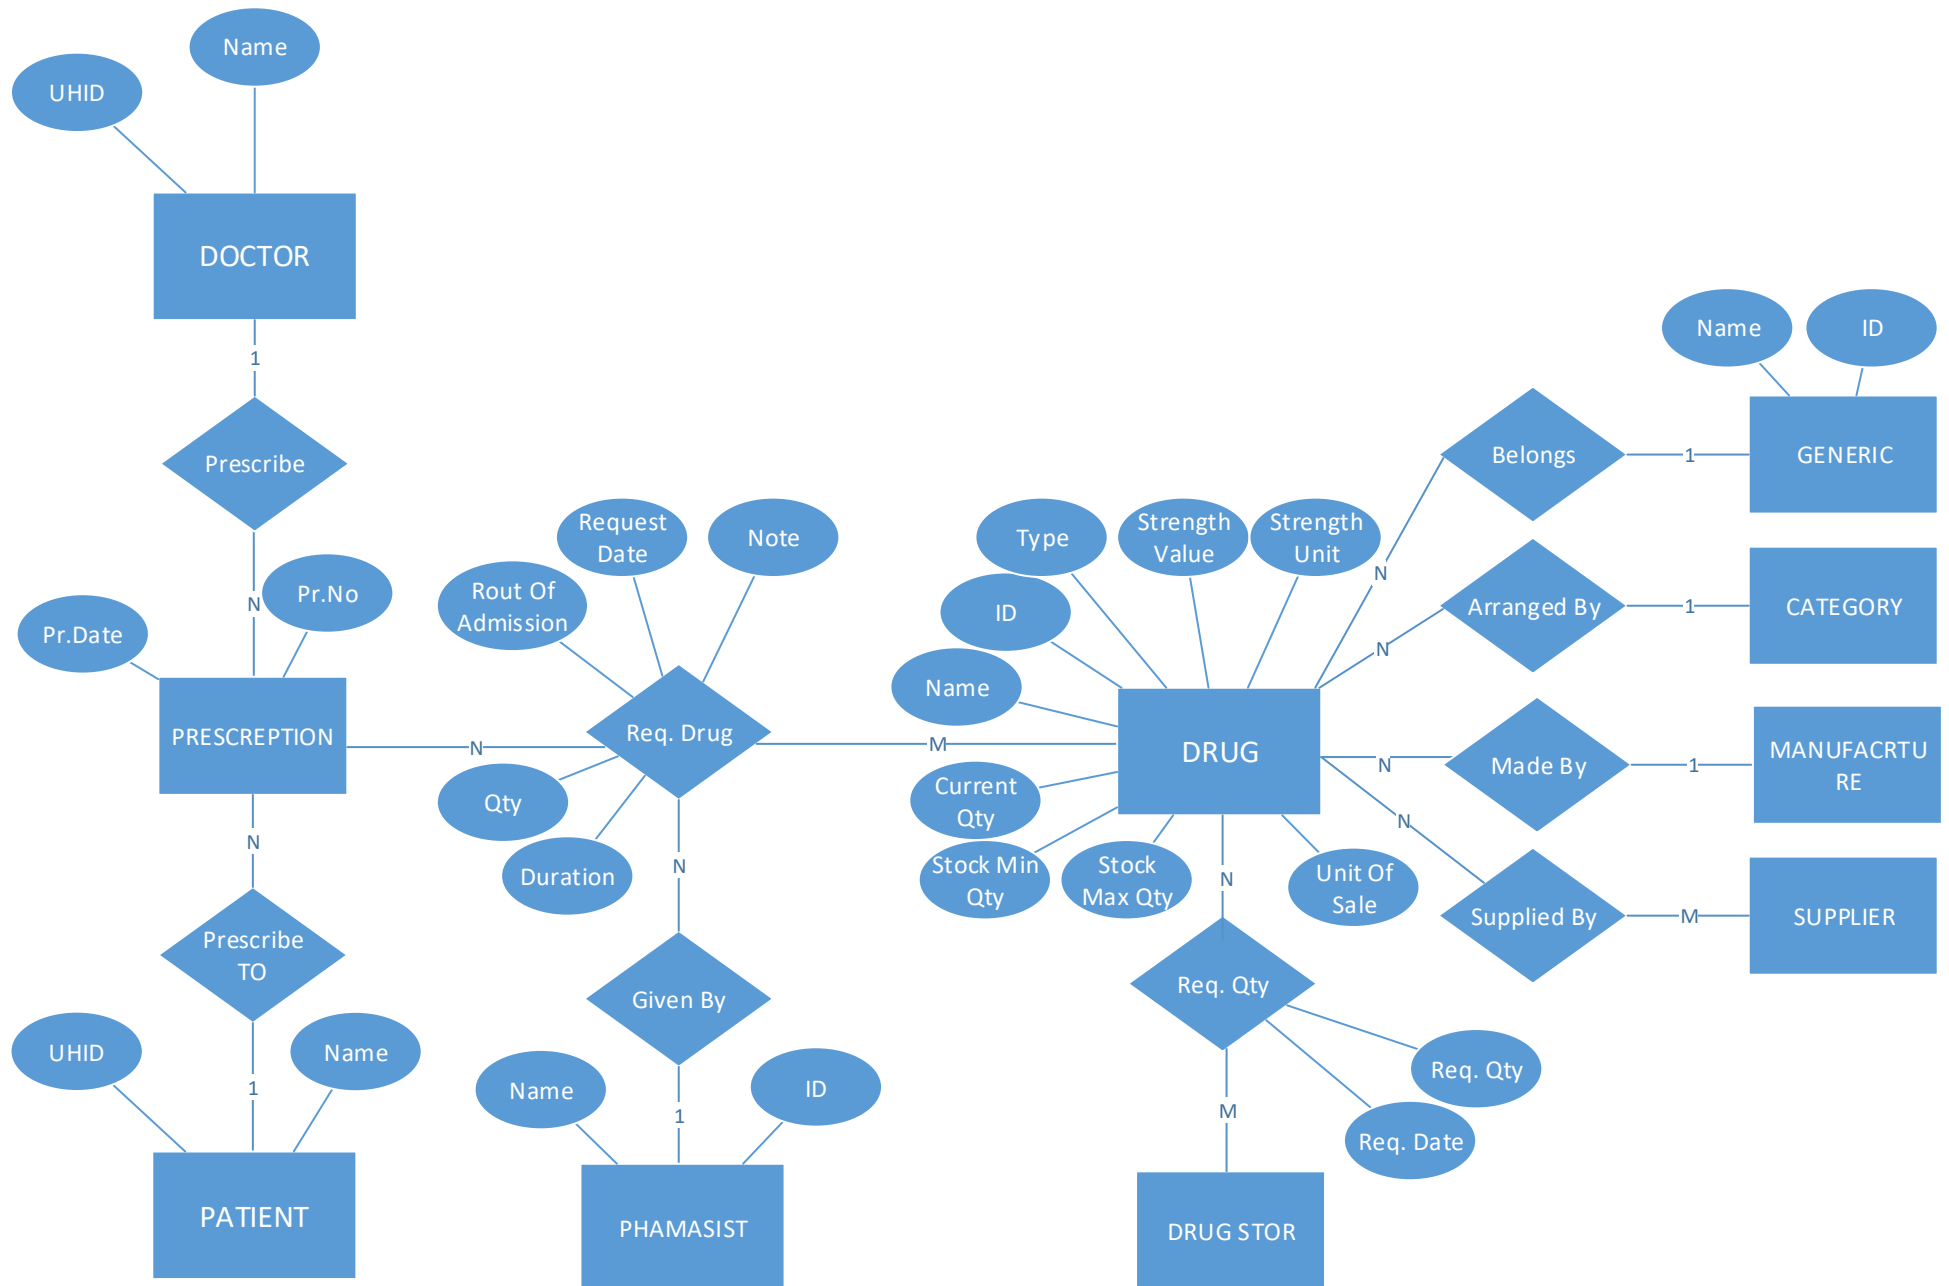 Name
UHID
DOCTOR
1
Prescribe
N
Pr.No
Pr.Date
PRESCREPTION
N
Prescribe
TO
1
UHID
Name
PATIENT
Request
Date
Note
Rout Of
Admission
N
Req. Drug
M
Qty
Duration
N
Given By
1
Name
ID
PHAMASIST
Type
Strength
Value
Strength
Unit
ID
Name
DRUG
Current
Qty
Stock Min
Qty
Stock
Max Qty
Unit Of
Sale
N
Req. Qty
Req. Qty
Req. Date
M
DRUG STOR
Name
ID
N
Belongs
1
GENERIC
N
Arranged By
1
CATEGORY
N
Made By
1
MANUFACRTU
RE
N
Supplied By
M
SUPPLIER